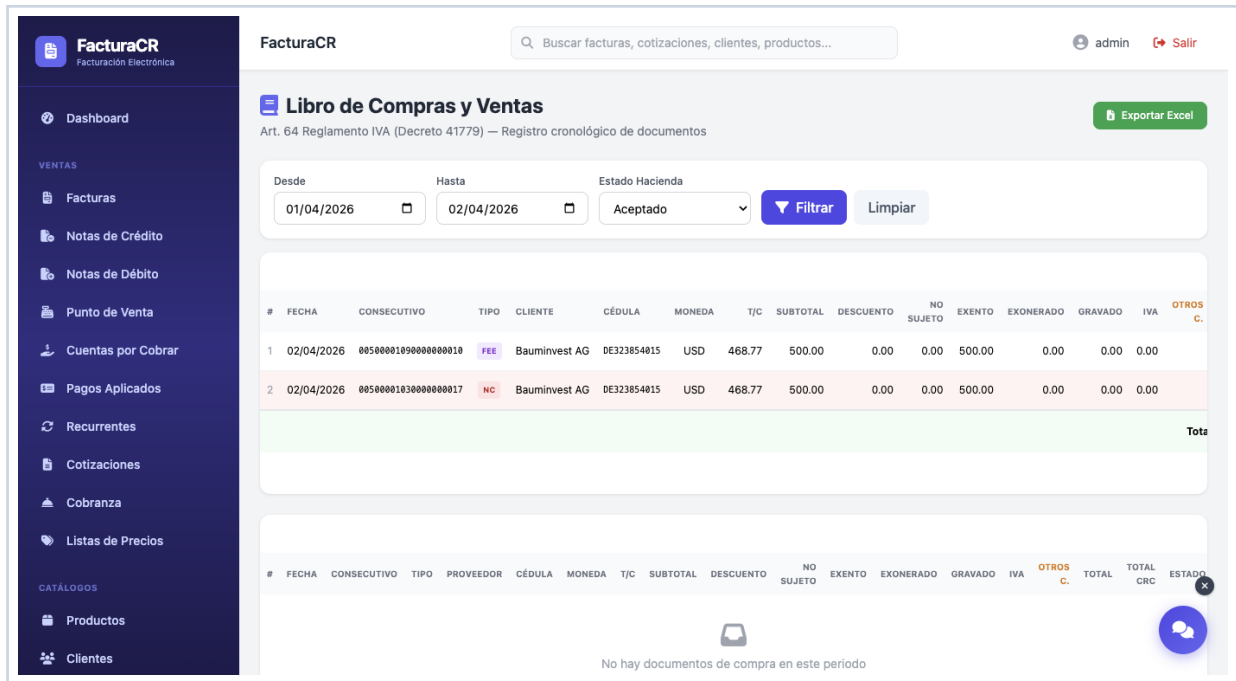 FacturaCR
Facturación Electrónica
Dashboard
VENTAS
Facturas
Notas de Crédito
Notas de Débito
Punto de Venta
Cuentas por Cobrar
Pagos Aplicados
Recurrentes
Cotizaciones
Cobranza
Listas de Precios
CATÁLOGOS
Productos
Clientes
FacturaCR
Buscar facturas, cotizaciones, clientes, productos...
admin
Salir
Libro de Compras y Ventas
Art. 64 Reglamento IVA (Decreto 41779) — Registro cronológico de documentos
Exportar Excel
Desde
Hasta
Estado Hacienda
01/04/2026
02/04/2026
Aceptado
Filtrar
Limpiar
# FECHA CONSECUTIVO TIPO CLIENTE CÉDULA MONEDA T/C SUBTOTAL DESCUENTO NO SUJETO EXENTO EXONERADO GRAVADO IVA OTROS C.
1 02/04/2026 00500001090000000010 FEE Bauminvest AG DE323854015 USD 468.77 500.00 0.00 0.00 500.00 0.00 0.00 0.00
2 02/04/2026 00500001030000000017 NC Bauminvest AG DE323854015 USD 468.77 500.00 0.00 0.00 500.00 0.00 0.00 0.00
Tota
# FECHA CONSECUTIVO TIPO PROVEEDOR CÉDULA MONEDA T/C SUBTOTAL DESCUENTO NO SUJETO EXENTO EXONERADO GRAVADO IVA OTROS C. TOTAL TOTAL CRC ESTADO
No hay documentos de compra en este periodo